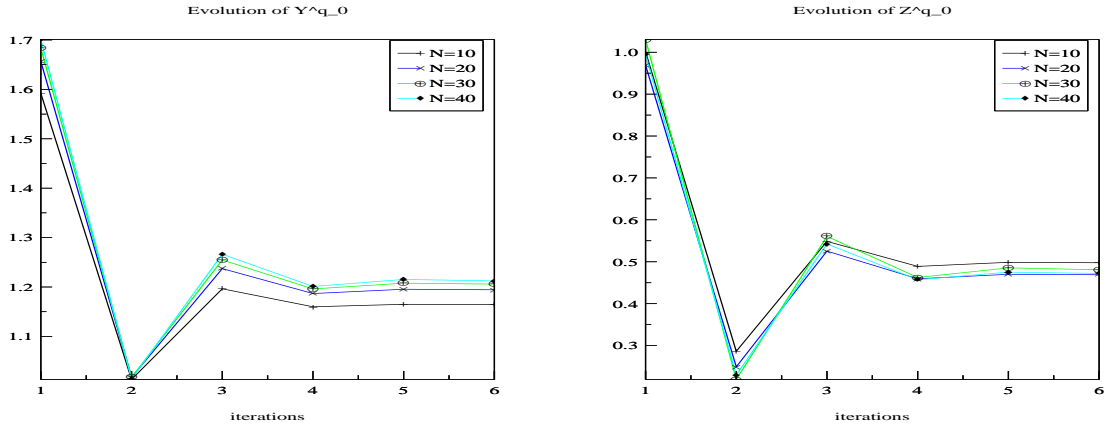 Evolution of Y^q_0
1.7
1.6
1.5
1.4
1.3
1.2
1.1
1 2 3 4 5 6
iterations
N=10
N=20
N=30
N=40
Evolution of Z^q_0
1.0
0.9
0.8
0.7
0.6
0.5
0.4
0.3
1 2 3 4 5 6
iterations
N=10
N=20
N=30
N=40